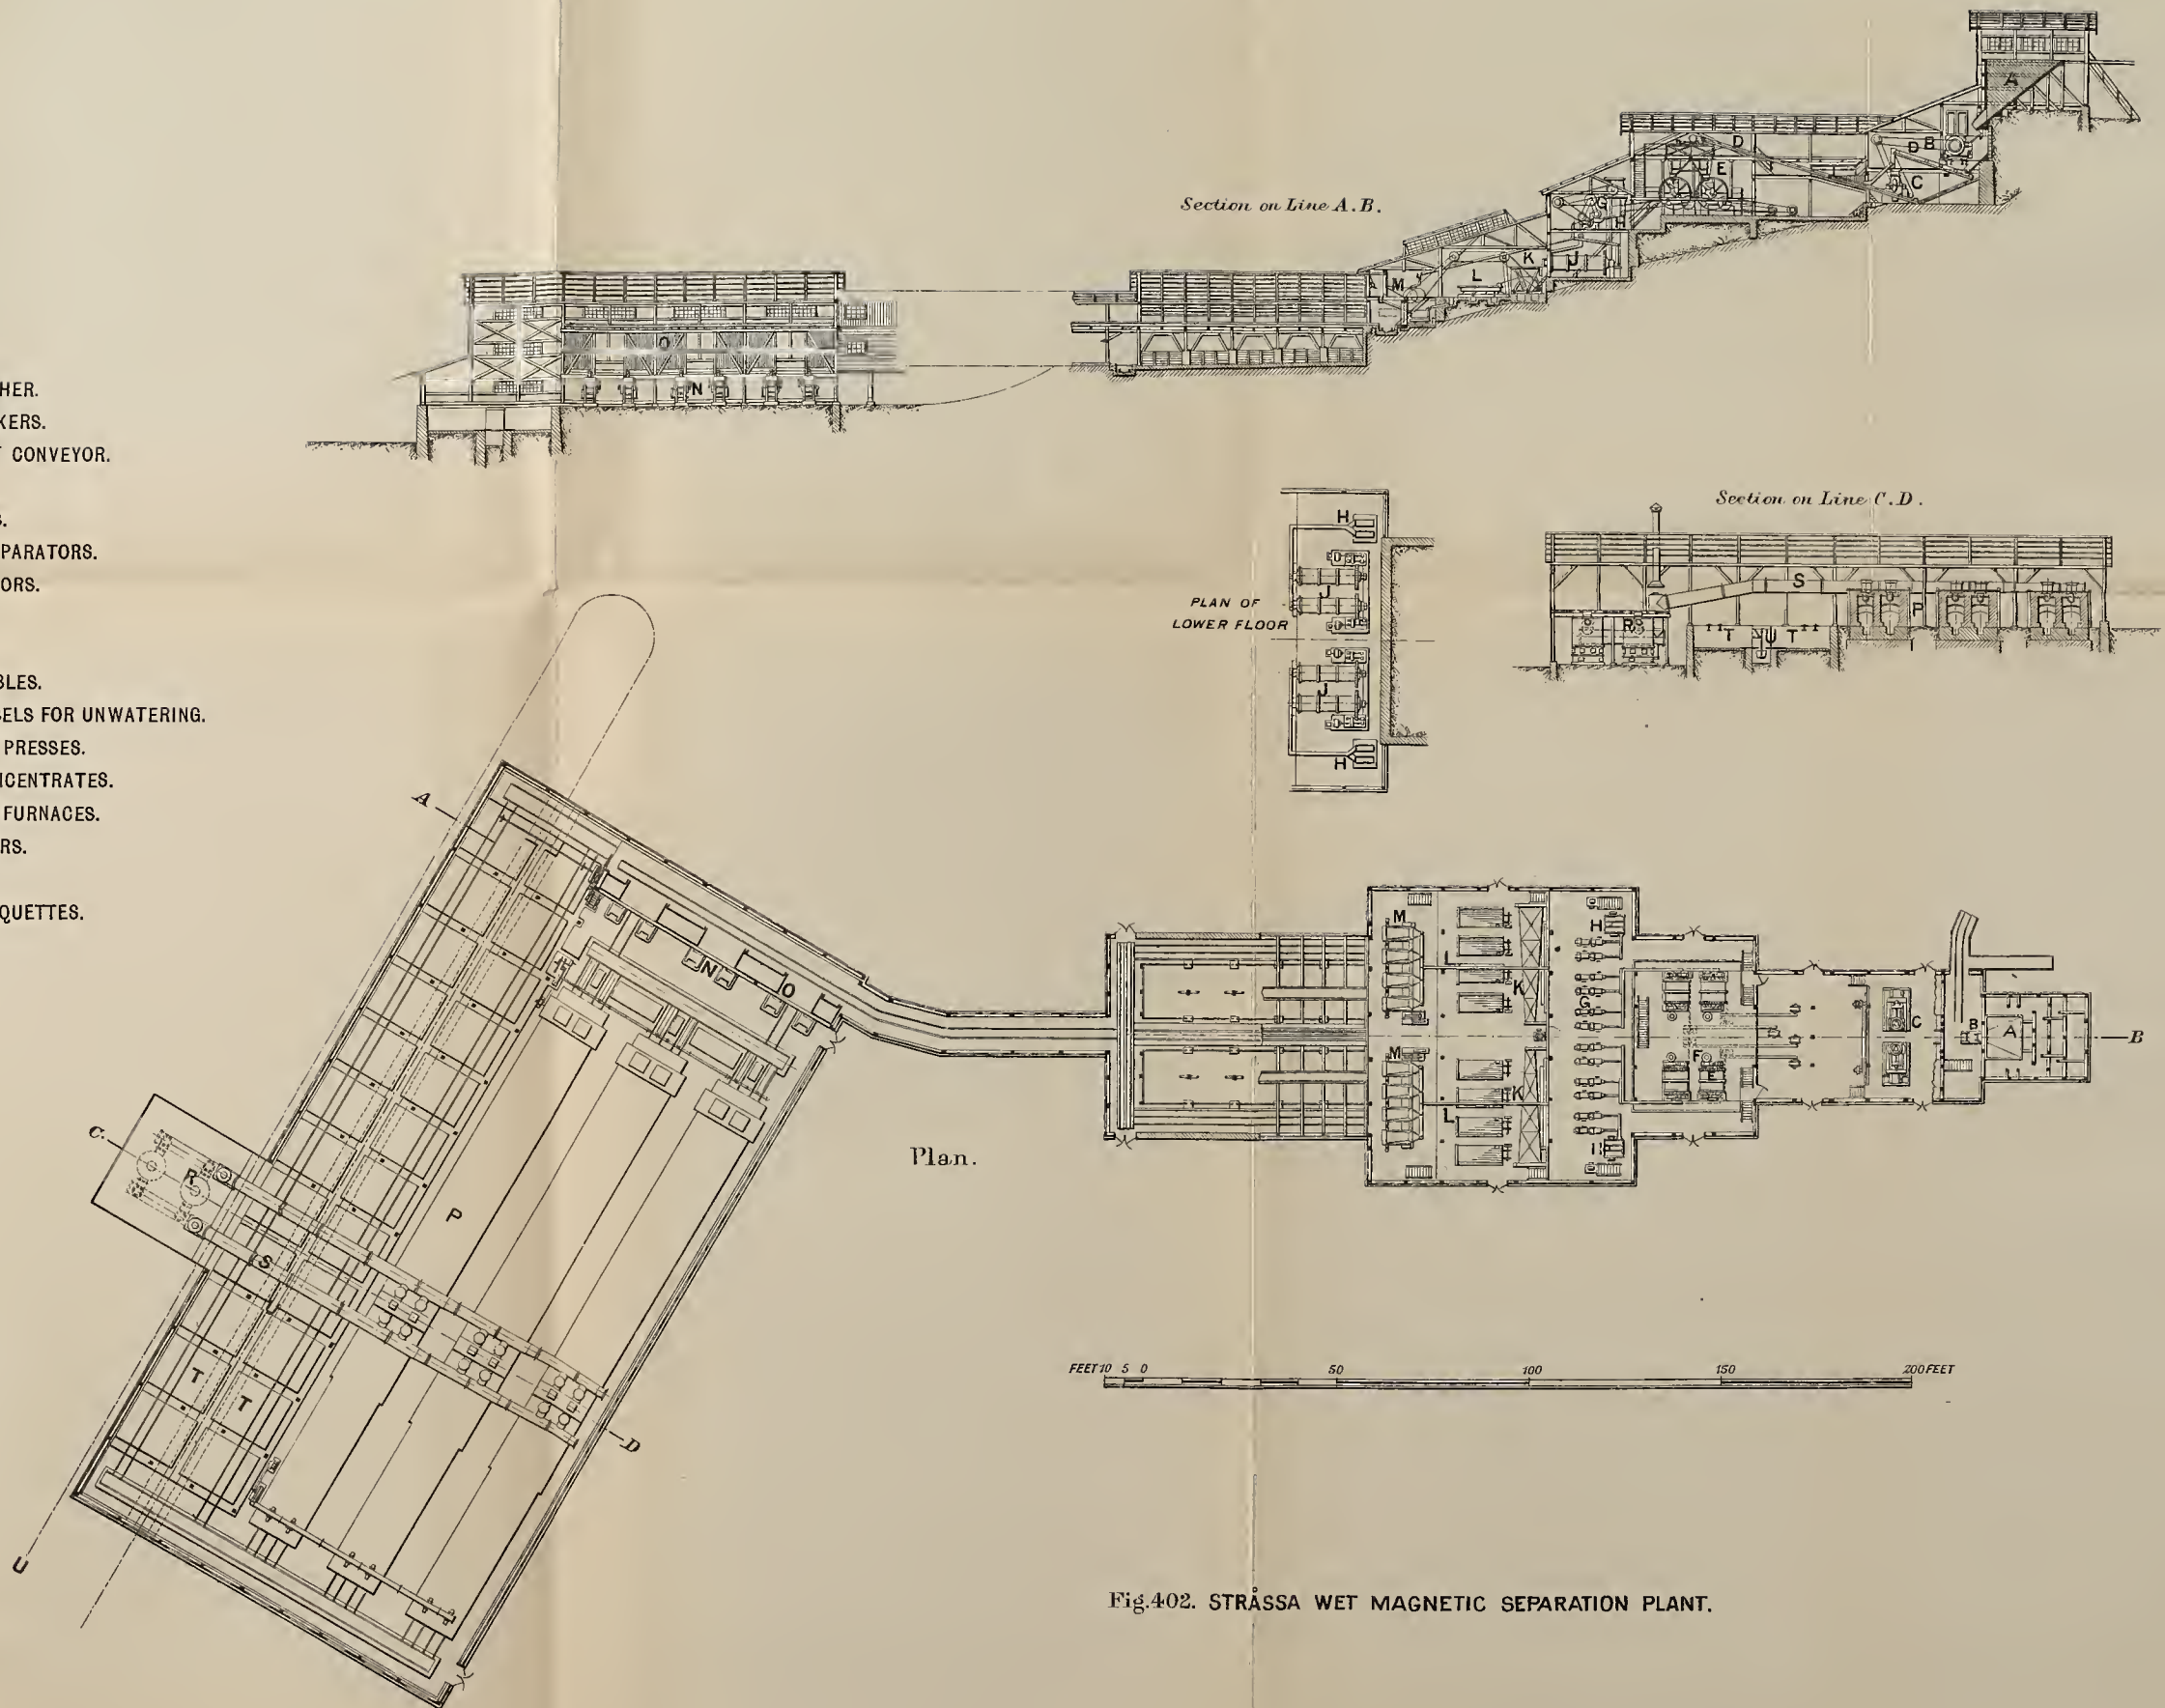 HER.
KERS.
CONVEYOR.
S.
PARATORS.
ORS.
BLES.
SELS FOR UNWATERING.
PRESSES.
NCENTRATES.
FURNACES.
RS.
QUETTES.
Section on Line A.B.
A
B
D
D
C
E
G
H
J
K
L
M
O
N
Section on Line C.D.
S
P
R
T
U
T
PLAN OF
LOWER FLOOR
H
J
J
H
A
N
O
C.
R
S
P
T
T
D
U
Plan.
M
M
L
L
K
K
H
G
H
F
E
C
B
A
B
FEET 10 5 0 50 100 150 200 FEET
Fig.402. STRÅSSA WET MAGNETIC SEPARATION PLANT.